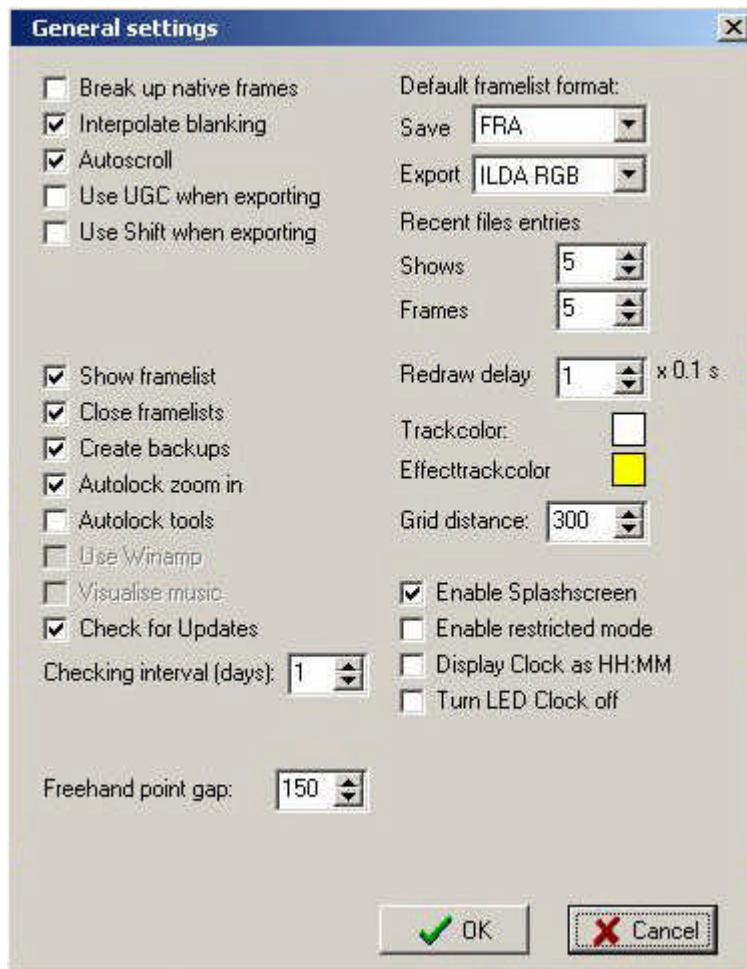 General settings
Break up native frames
Interpolate blanking
Autoscroll
Use UGC when exporting
Use Shift when exporting
Default framelist format:
Save FRA
Export ILDA RGB
Recent files entries
Shows 5
Frames 5
Show framelist
Close framelists
Create backups
Autolock zoom in
Autolock tools
Use Winamp
Visualise music
Check for Updates
Checking interval (days): 1
Redraw delay 1 x 0.1 s
Trackcolor:
Effecttrackcolor
Grid distance: 300
Enable Splashscreen
Enable restricted mode
Display Clock as HH:MM
Turn LED Clock off
Freehand point gap: 150
OK
Cancel